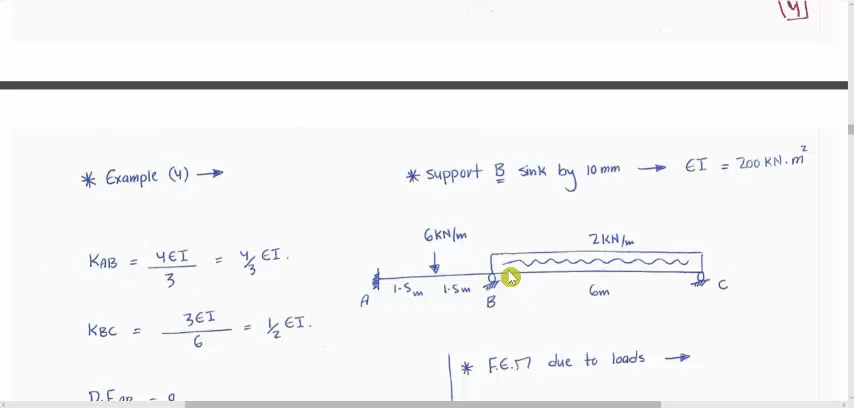 [4]
* Example (4) →
* support B sink by 10mm → EI = 200 KN.m²
KAB = 4EI / 3 = 4/3 EI.
6KN/m
2KN/m
A
1.5m
1.5m
B
6m
C
KBC = 3EI / 6 = 1/2 EI.
* F.E.M due to loads →